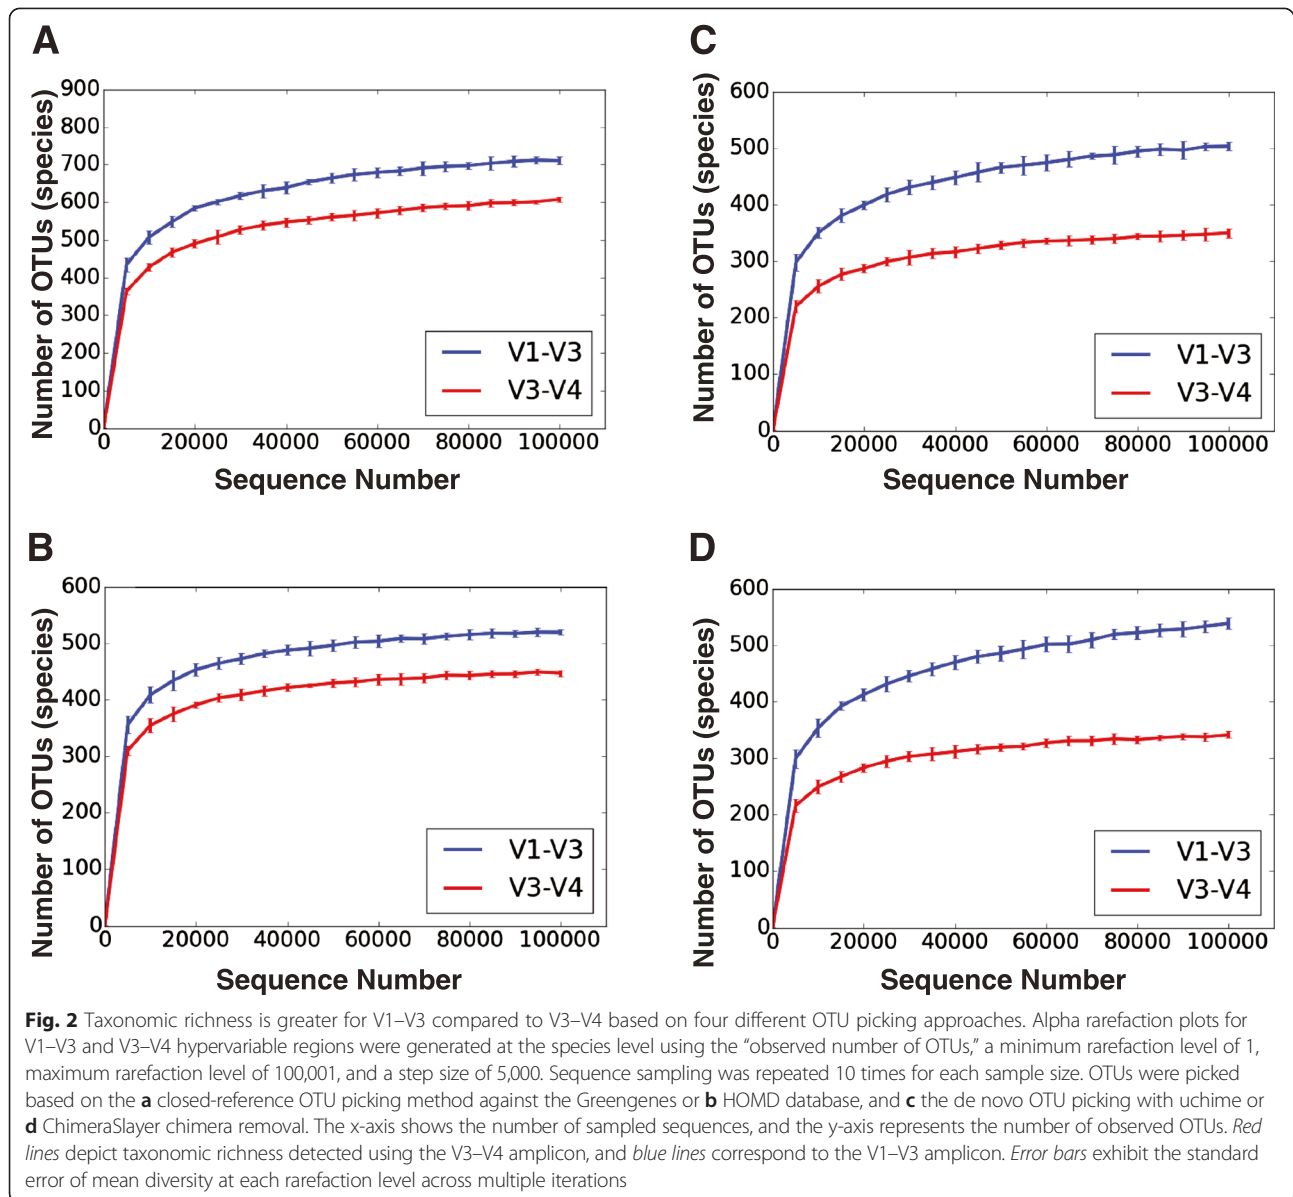 A
Number of OTUs (species)
900
800
700
600
500
400
300
200
100
0
0 20000 40000 60000 80000 100000
Sequence Number
V1-V3
V3-V4
C
Number of OTUs (species)
600
500
400
300
200
100
0
0 20000 40000 60000 80000 100000
Sequence Number
V1-V3
V3-V4
B
Number of OTUs (species)
600
500
400
300
200
100
0
0 20000 40000 60000 80000 100000
Sequence Number
V1-V3
V3-V4
D
Number of OTUs (species)
600
500
400
300
200
100
0
0 20000 40000 60000 80000 100000
Sequence Number
V1-V3
V3-V4
Fig. 2 Taxonomic richness is greater for V1–V3 compared to V3–V4 based on four different OTU picking approaches. Alpha rarefaction plots for
V1–V3 and V3–V4 hypervariable regions were generated at the species level using the “observed number of OTUs,” a minimum rarefaction level of 1,
maximum rarefaction level of 100,001, and a step size of 5,000. Sequence sampling was repeated 10 times for each sample size. OTUs were picked
based on the a closed-reference OTU picking method against the Greengenes or b HOMD database, and c the de novo OTU picking with uchime or
d ChimeraSlayer chimera removal. The x-axis shows the number of sampled sequences, and the y-axis represents the number of observed OTUs. Red
lines depict taxonomic richness detected using the V3–V4 amplicon, and blue lines correspond to the V1–V3 amplicon. Error bars exhibit the standard
error of mean diversity at each rarefaction level across multiple iterations